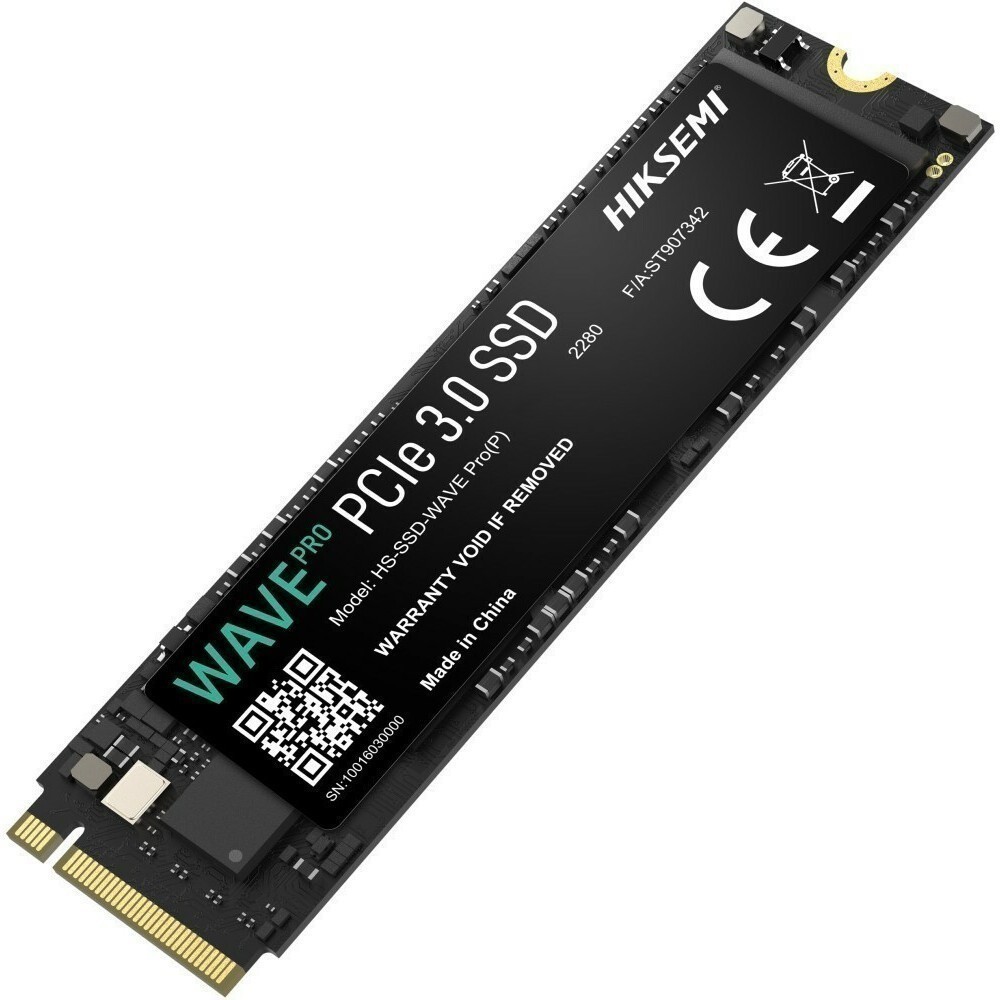 HIKSEMI®
F/A:ST907342
CE
2280
WAVE PRO
PCIe 3.0 SSD
Model: HS-SSD-WAVE Pro(P)
WARRANTY VOID IF REMOVED
Made in China
SN:10016030000